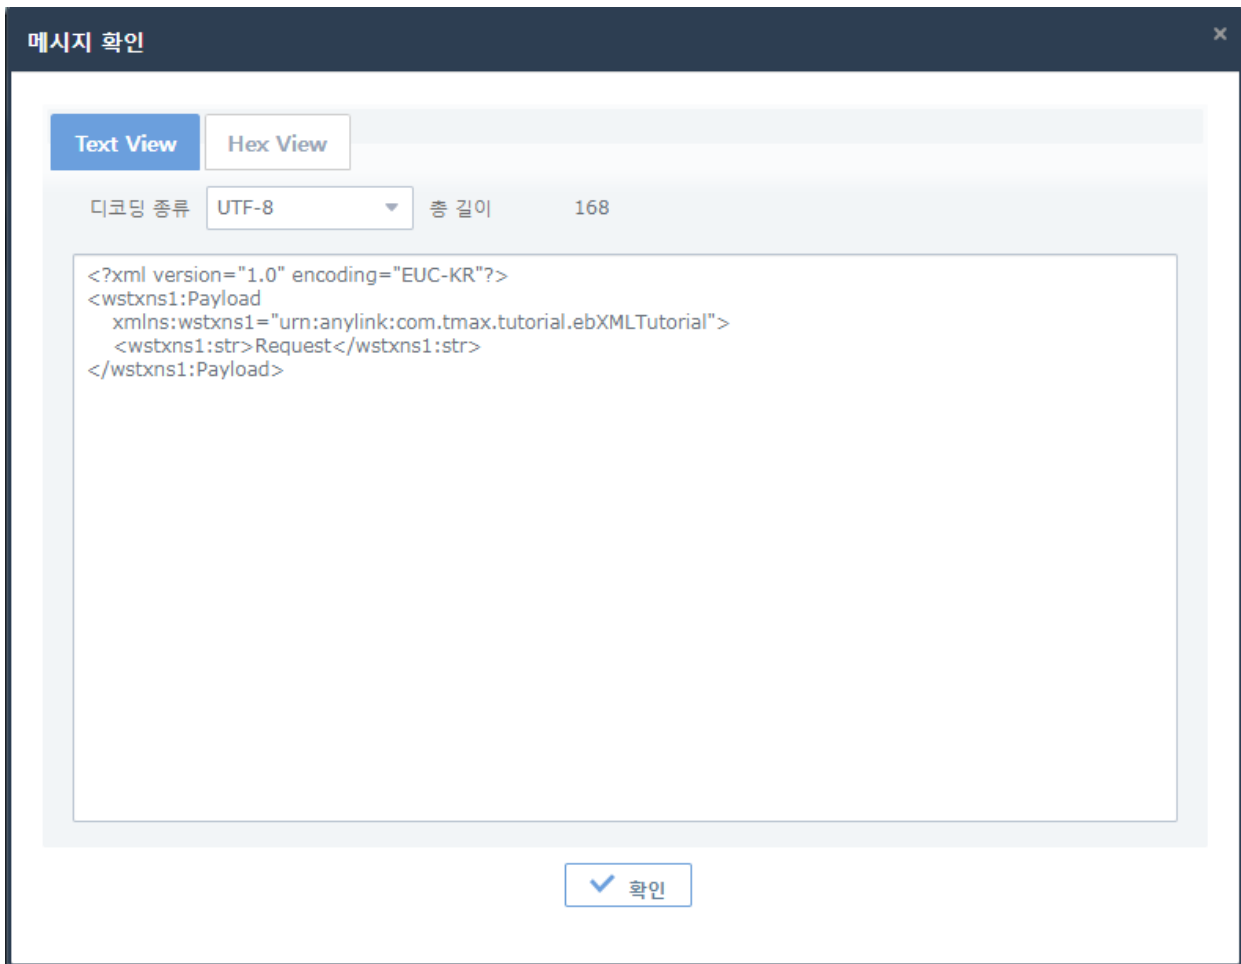 메시지 확인
×
Text View
Hex View
디코딩 종류 UTF-8 총 길이 168
<?xml version="1.0" encoding="EUC-KR"?>
<wstxns1:Payload
xmlns:wstxns1="urn:anylink:com.tmax.tutorial.ebXMLTutorial">
<wstxns1:str>Request</wstxns1:str>
</wstxns1:Payload>
확인